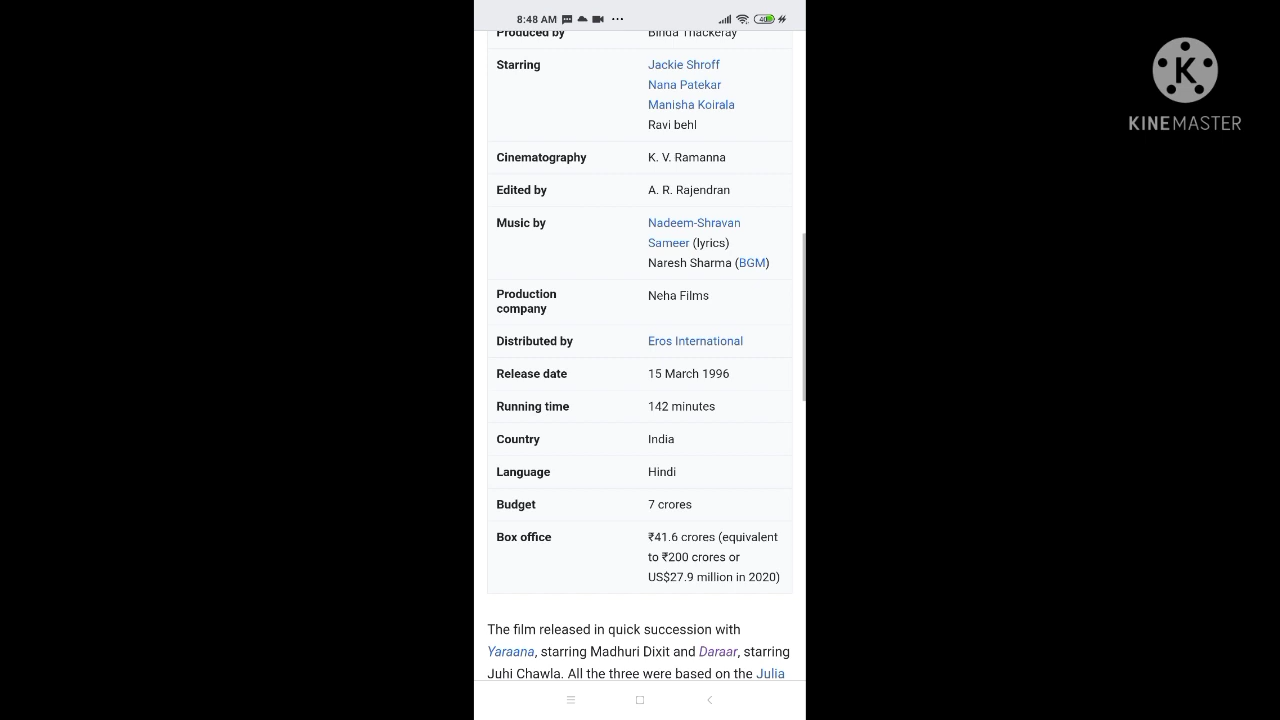 8:48 AM
40
Produced by Binda Thackeray
Starring Jackie Shroff
Nana Patekar
Manisha Koirala
Ravi behl
Cinematography K. V. Ramanna
Edited by A. R. Rajendran
Music by Nadeem-Shravan
Sameer (lyrics)
Naresh Sharma (BGM)
Production Neha Films
company
Distributed by Eros International
Release date 15 March 1996
Running time 142 minutes
Country India
Language Hindi
Budget 7 crores
Box office ₹41.6 crores (equivalent
to ₹200 crores or
US$27.9 million in 2020)
The film released in quick succession with
Yaraana, starring Madhuri Dixit and Daraar, starring
Juhi Chawla. All the three were based on the Julia
K
KINEMASTER